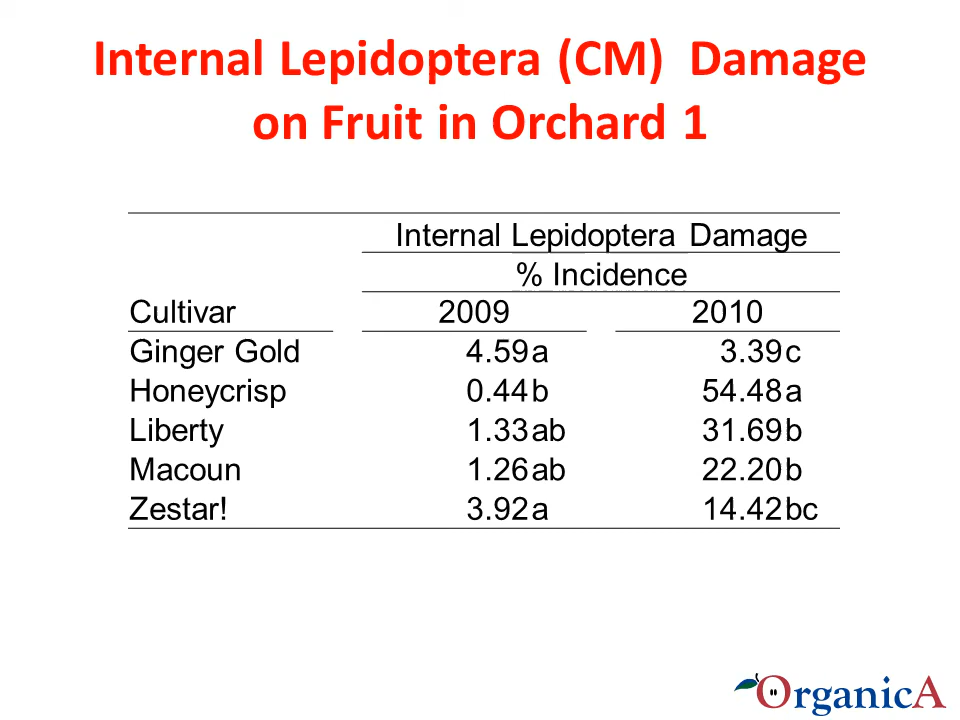 Internal Lepidoptera (CM) Damage
on Fruit in Orchard 1
Internal Lepidoptera Damage
% Incidence
Cultivar 2009 2010
Ginger Gold 4.59a 3.39c
Honeycrisp 0.44b 54.48a
Liberty 1.33ab 31.69b
Macoun 1.26ab 22.20b
Zestar! 3.92a 14.42bc
OrganicA